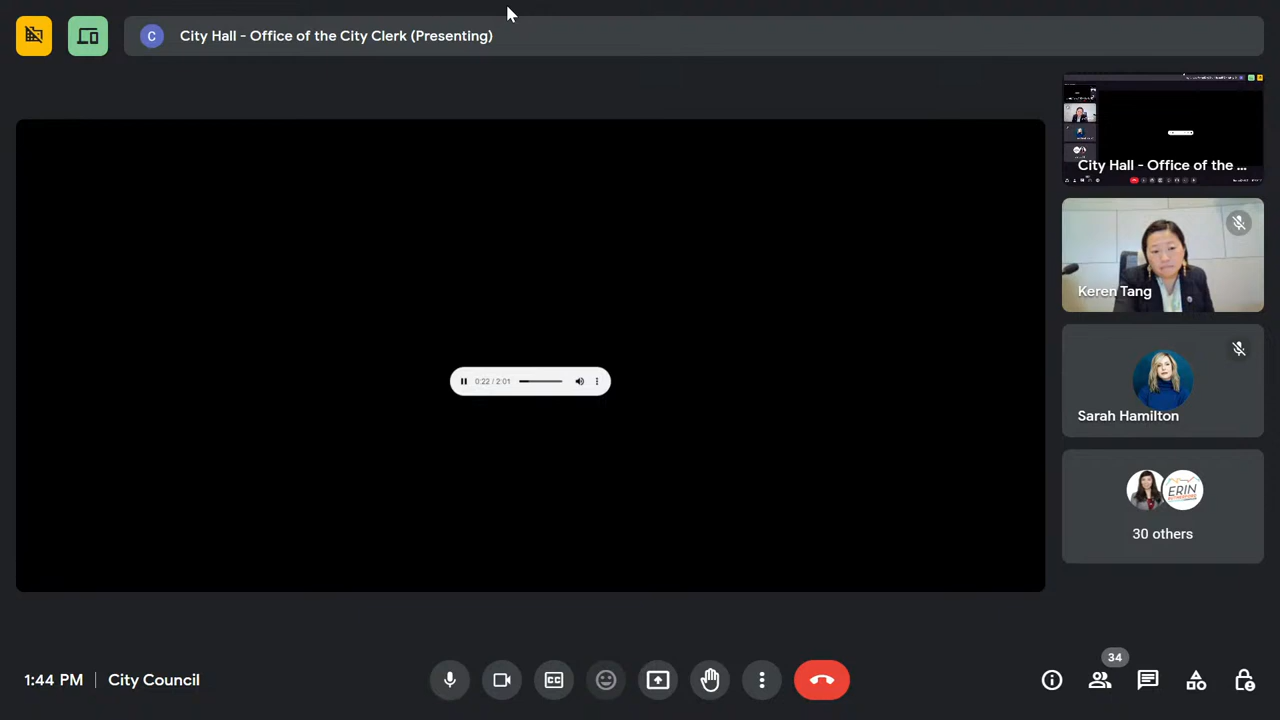 C City Hall - Office of the City Clerk (Presenting)
0:22 / 2:01
City Hall - Office of the ...
Keren Tang
Sarah Hamilton
ERIN
30 others
1:44 PM | City Council
CC
34